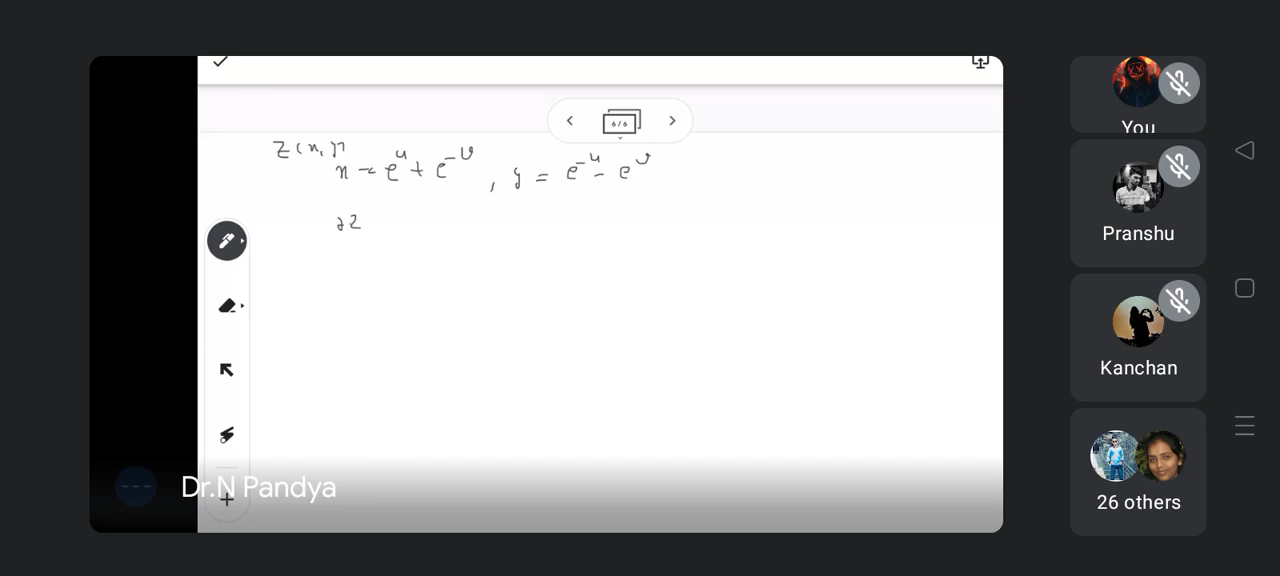 6/6
z(x,y)
x = e^u + e^-v , y = e^-u - e^v
∂z
You
Pranshu
Kanchan
26 others
Dr.N Pandya